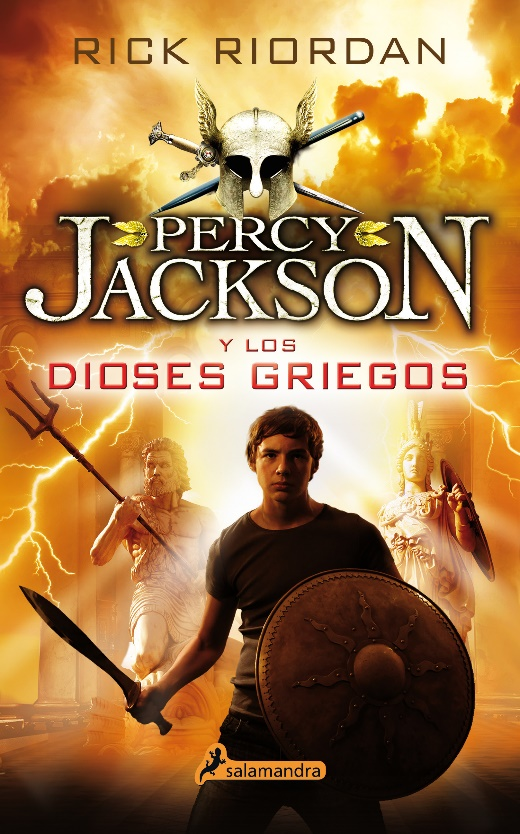 RICK RIORDAN
PERCY
JACKSON
Y LOS
DIOSES GRIEGOS
salamandra